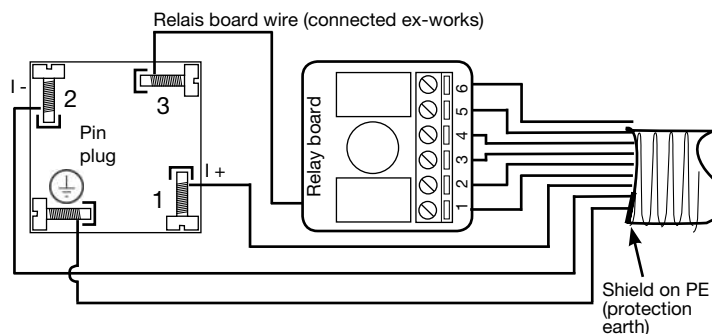 Relais board wire (connected ex-works)
I -
2
3
Pin
plug
I +
1
Relay board
6
5
4
3
2
1
Shield on PE
(protection
earth)